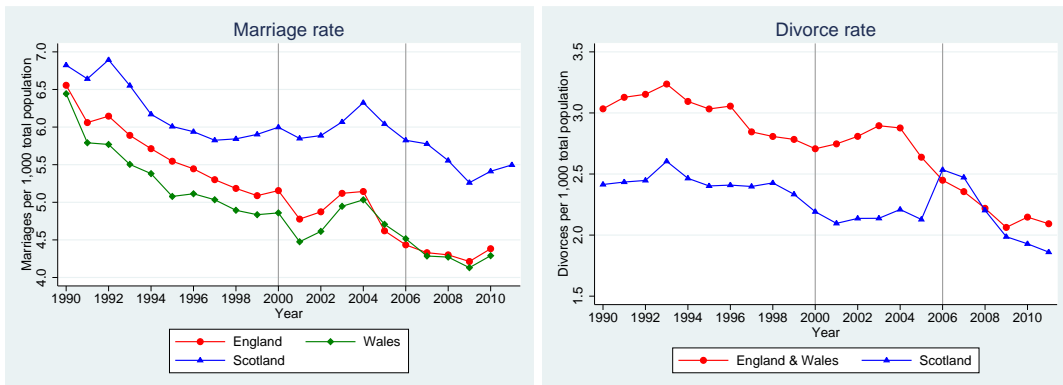 Marriage rate
Marriages per 1,000 total population
7.0
6.5
6.0
5.5
5.0
4.5
4.0
1990 1992 1994 1996 1998 2000 2002 2004 2006 2008 2010
Year
England Wales
Scotland
Divorce rate
Divorces per 1,000 total population
3.5
3.0
2.5
2.0
1.5
1990 1992 1994 1996 1998 2000 2002 2004 2006 2008 2010
Year
England & Wales Scotland